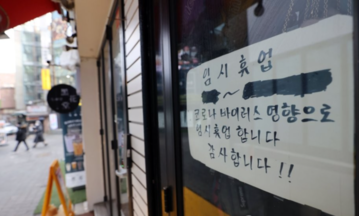 임시휴업
~
코로나 바이러스 영향으로
임시휴업 합니다
감사합니다!!